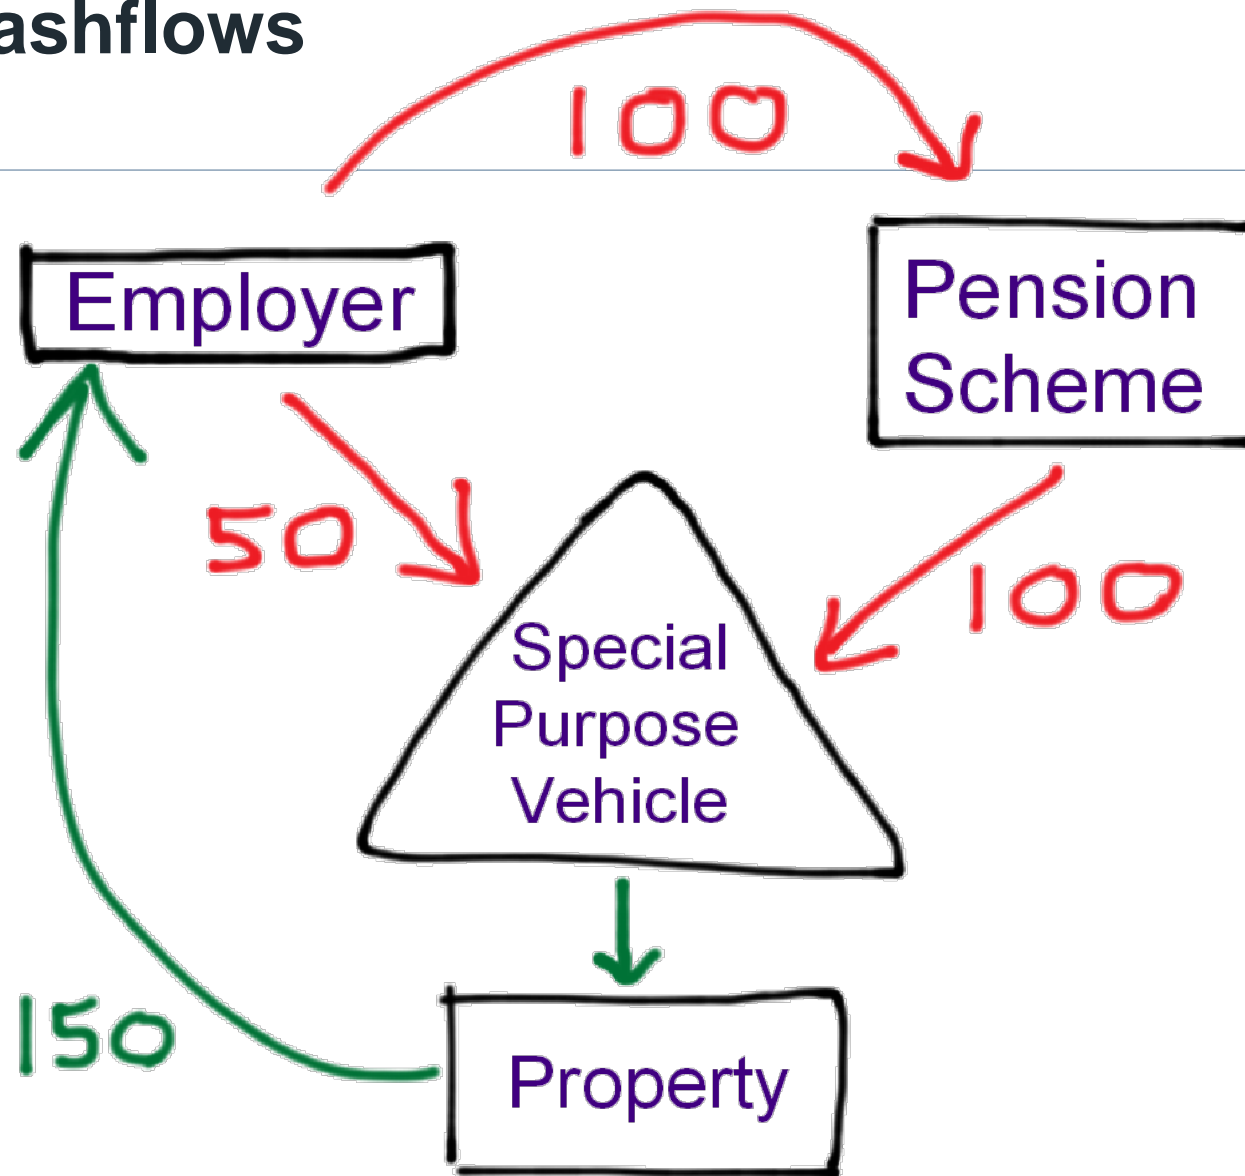 ashflows
100
Employer
Pension
Scheme
50
100
Special
Purpose
Vehicle
150
Property